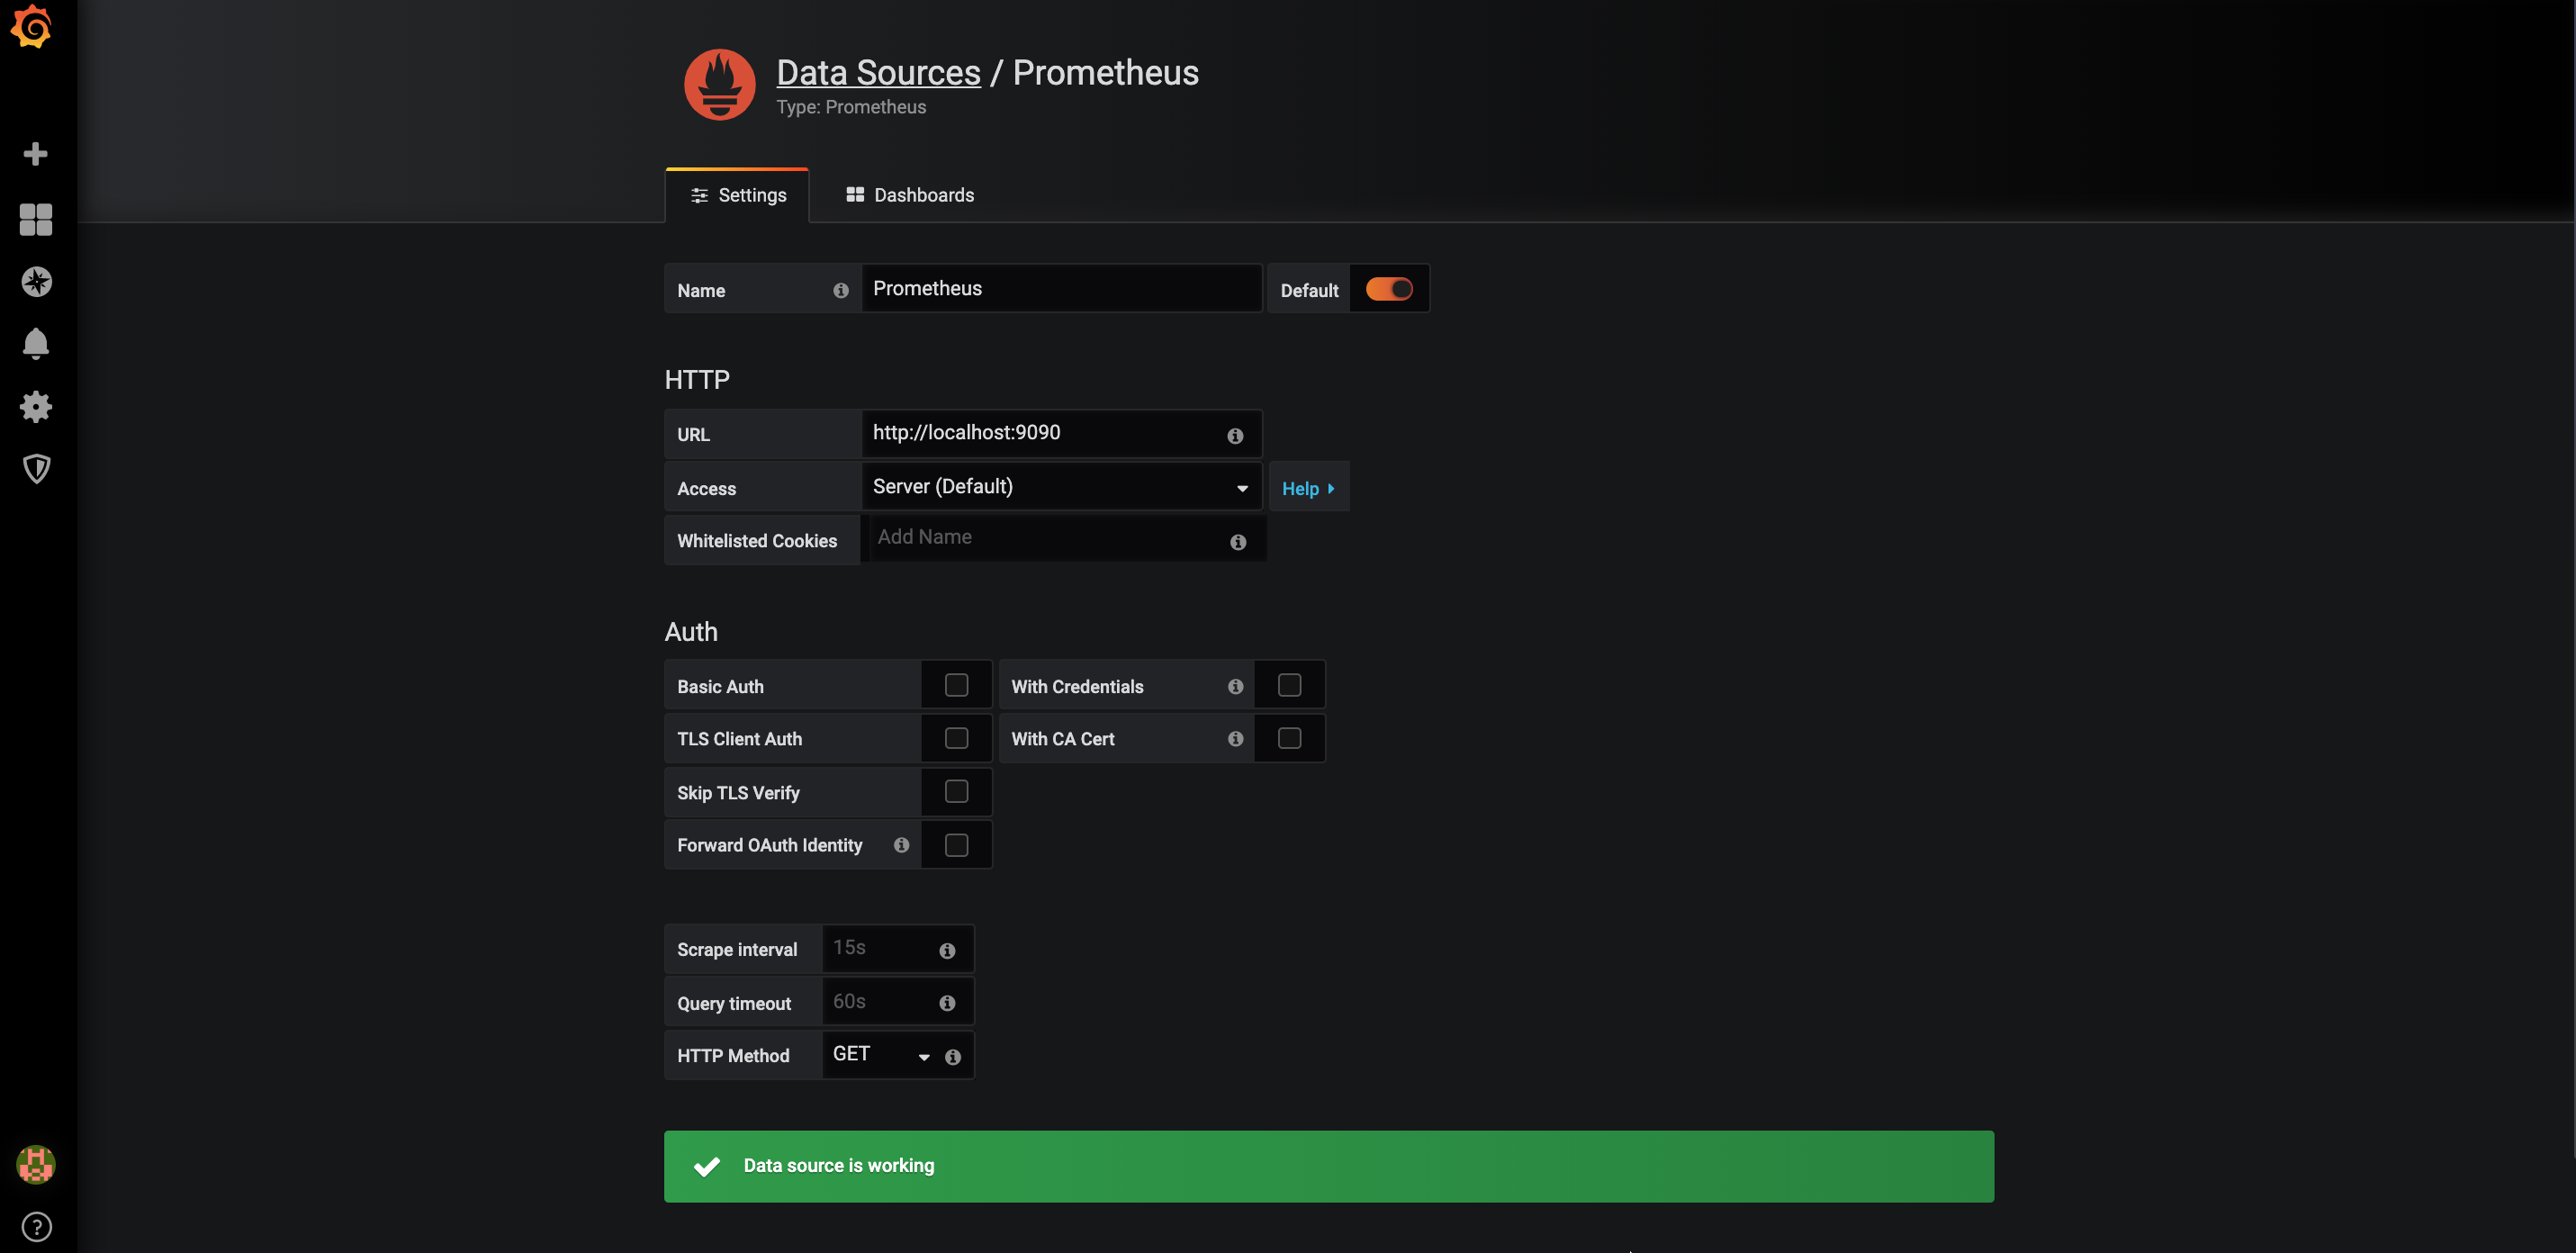 Data Sources / Prometheus
Type: Prometheus
Settings
Dashboards
Name
Prometheus
Default
HTTP
URL
http://localhost:9090
Access
Server (Default)
Help
Whitelisted Cookies
Add Name
Auth
Basic Auth
With Credentials
TLS Client Auth
With CA Cert
Skip TLS Verify
Forward OAuth Identity
Scrape interval
15s
Query timeout
60s
HTTP Method
GET
Data source is working